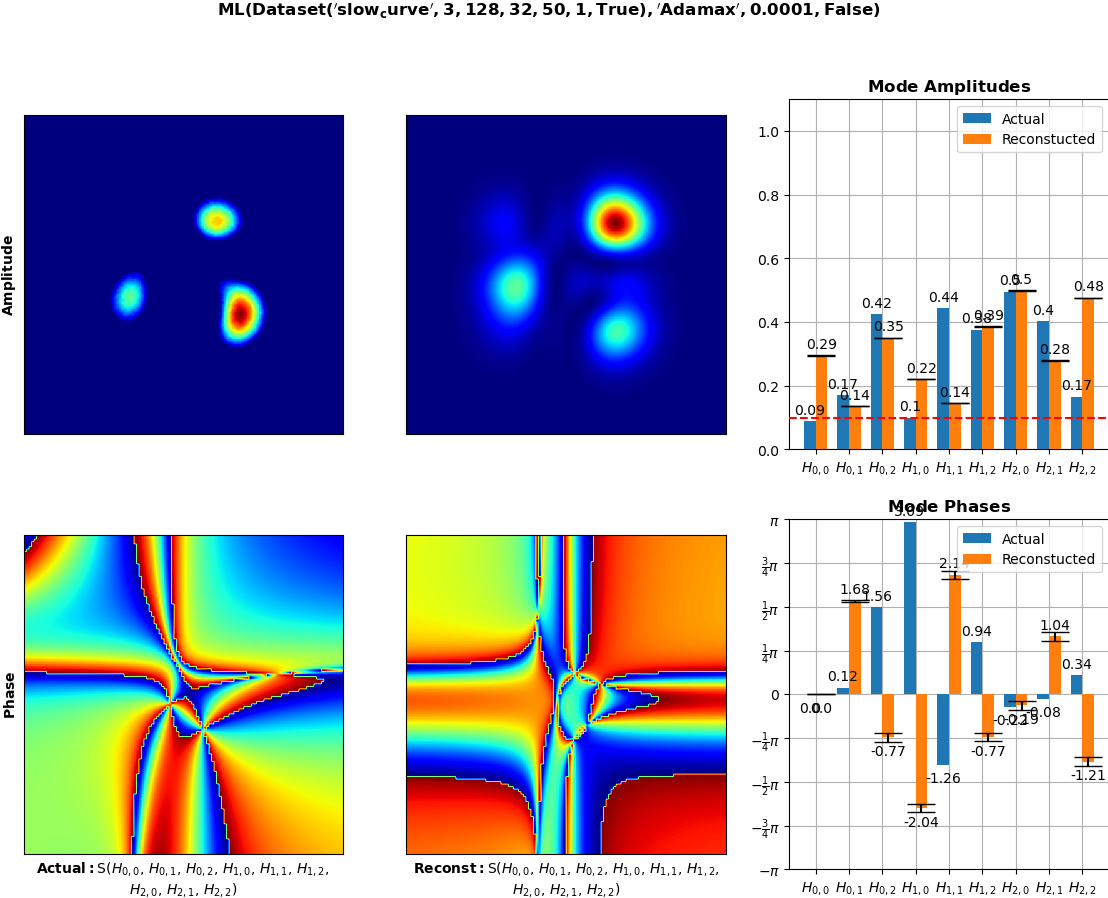 ML(Dataset('slow_curve', 3, 128, 32, 50, 1, True), 'Adamax', 0.0001, False)
Mode Amplitudes
Actual
Reconstucted
1.0
0.8
0.6
0.4
0.2
0.0
0.09
0.29
0.17
0.14
0.42
0.35
0.1
0.22
0.44
0.14
0.38
0.39
0.5
0.5
0.4
0.28
0.17
0.48
H0,0 H0,1 H0,2 H1,0 H1,1 H1,2 H2,0 H2,1 H2,2
Amplitude
Mode Phases
Actual
Reconstucted
π
3/4π
1/2π
1/4π
0
−1/4π
−1/2π
−3/4π
−π
0.0
0.0
0.12
1.68
1.56
-0.77
3.09
-2.04
-1.26
0.94
-0.77
-0.22
-0.19
-0.08
1.04
0.34
-1.21
H0,0 H0,1 H0,2 H1,0 H1,1 H1,2 H2,0 H2,1 H2,2
Phase
Actual: S(H0,0, H0,1, H0,2, H1,0, H1,1, H1,2,
H2,0, H2,1, H2,2)
Reconst: S(H0,0, H0,1, H0,2, H1,0, H1,1, H1,2,
H2,0, H2,1, H2,2)